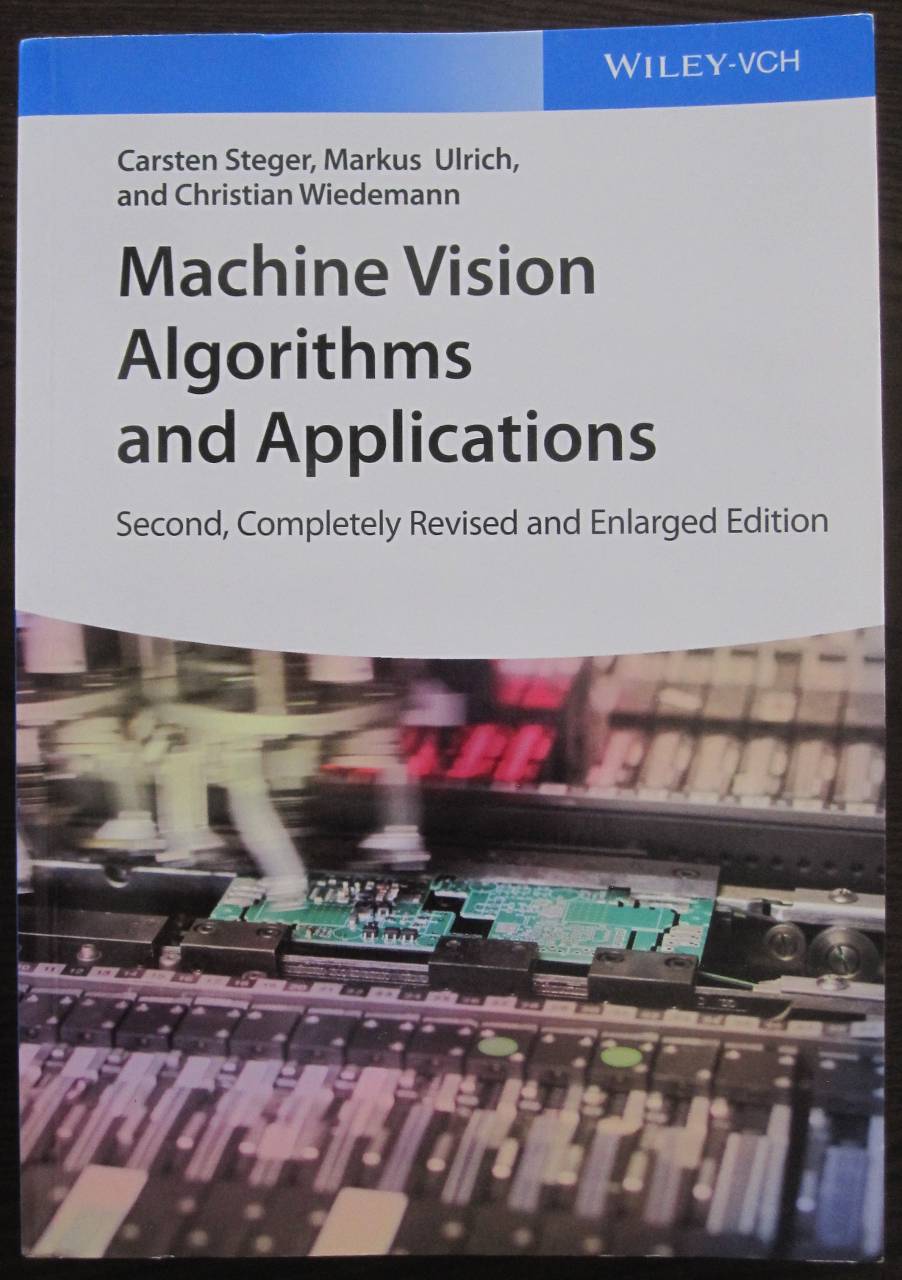 WILEY-VCH
Carsten Steger, Markus Ulrich,
and Christian Wiedemann
Machine Vision
Algorithms
and Applications
Second, Completely Revised and Enlarged Edition